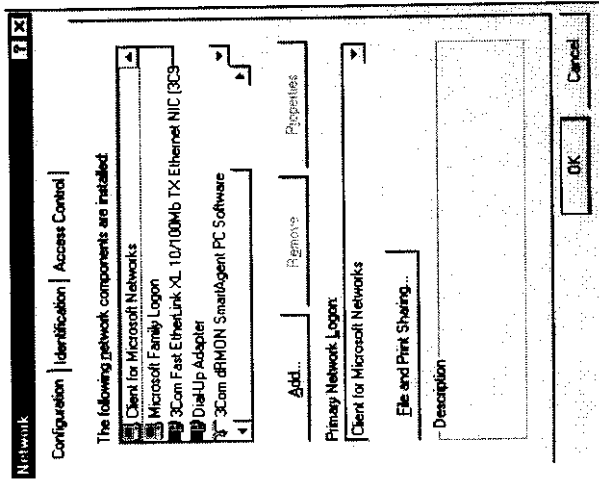 Network
Configuration | Identification | Access Control
The following network components are installed:
Client for Microsoft Networks
Microsoft Family Logon
3Com Fast EtherLink XL 10/100Mb TX Ethernet NIC (3C9
Dial-Up Adapter
3Com dRMON SmartAgent PC Software
Add... Remove Properties
Primary Network Logon:
Client for Microsoft Networks
File and Print Sharing...
Description
OK Cancel